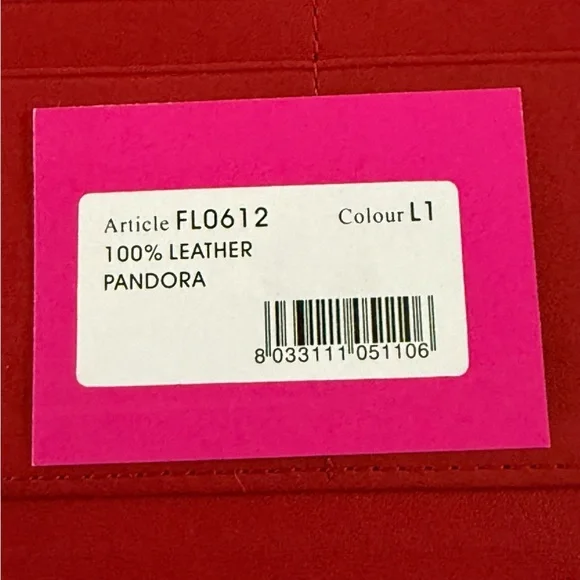 Article FL0612 Colour L1
100% LEATHER
PANDORA
8 033111 051106